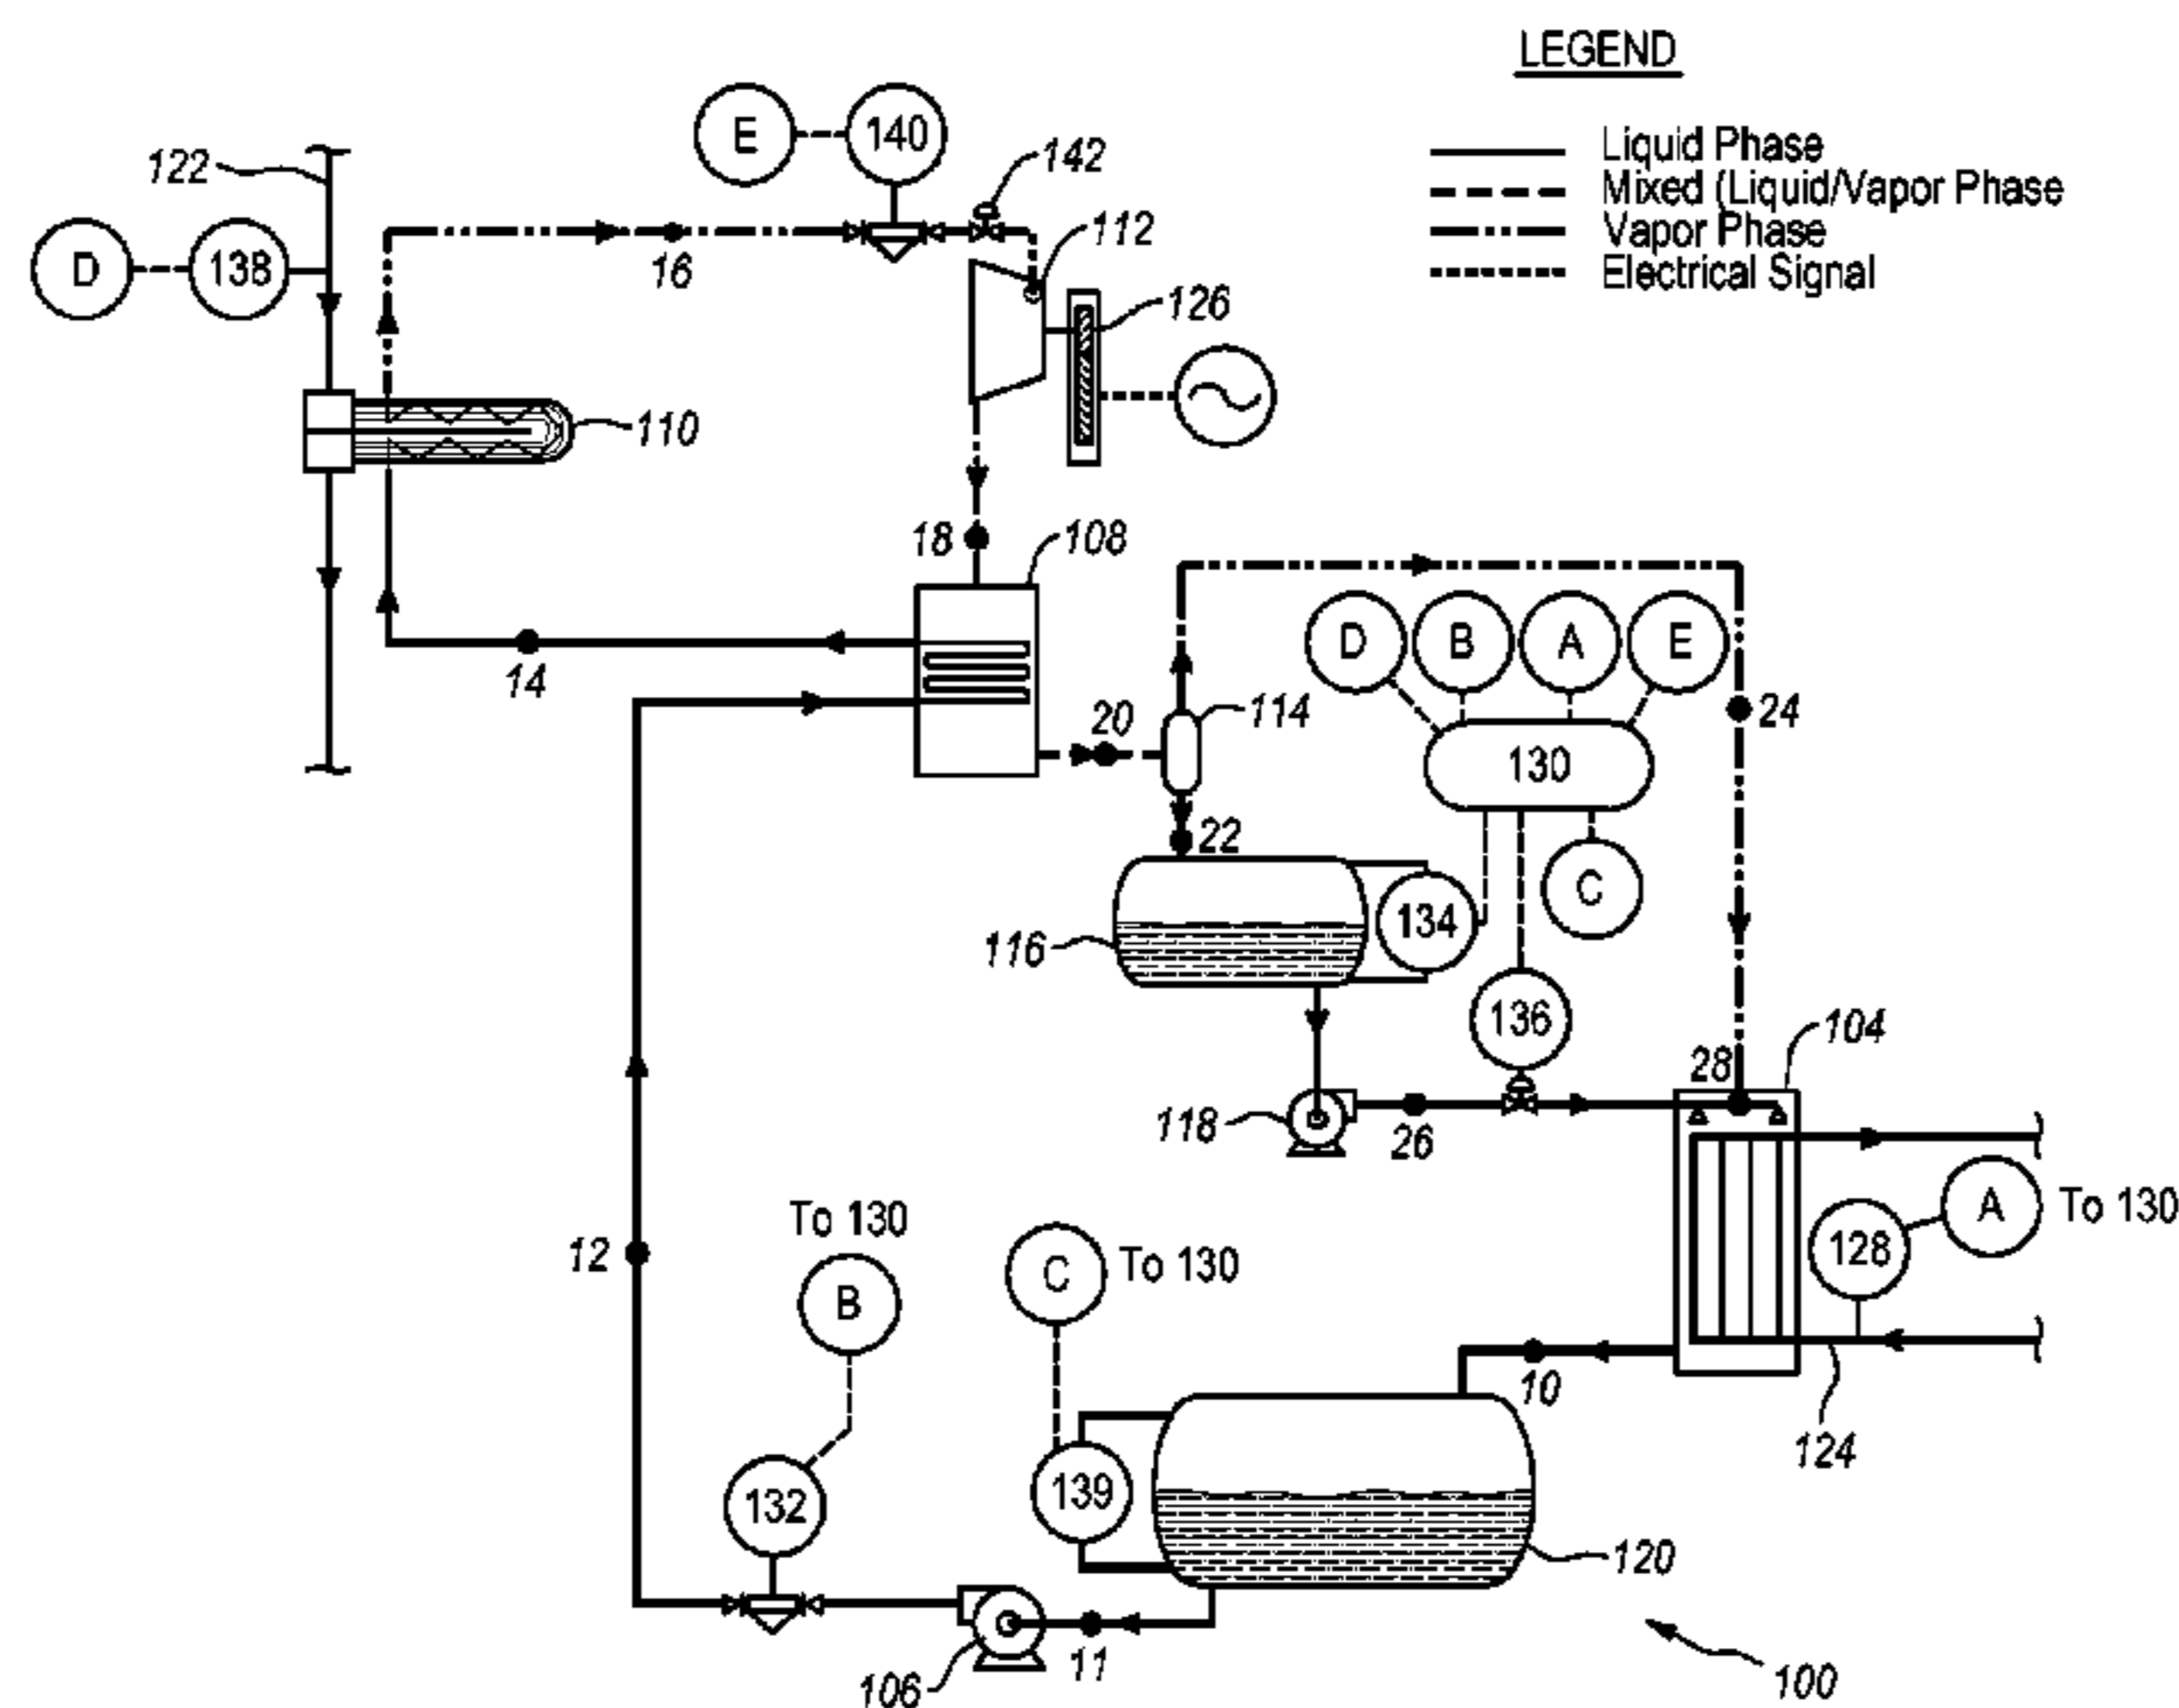 LEGEND
Liquid Phase
Mixed (Liquid/Vapor Phase
Vapor Phase
Electrical Signal
E
140
142
122
112
D
138
16
126
110
18
108
14
20
114
D
B
A
E
24
130
22
C
116
134
136
104
28
118
26
A
To 130
128
12
To 130
B
C
To 130
10
124
132
139
120
11
106
100